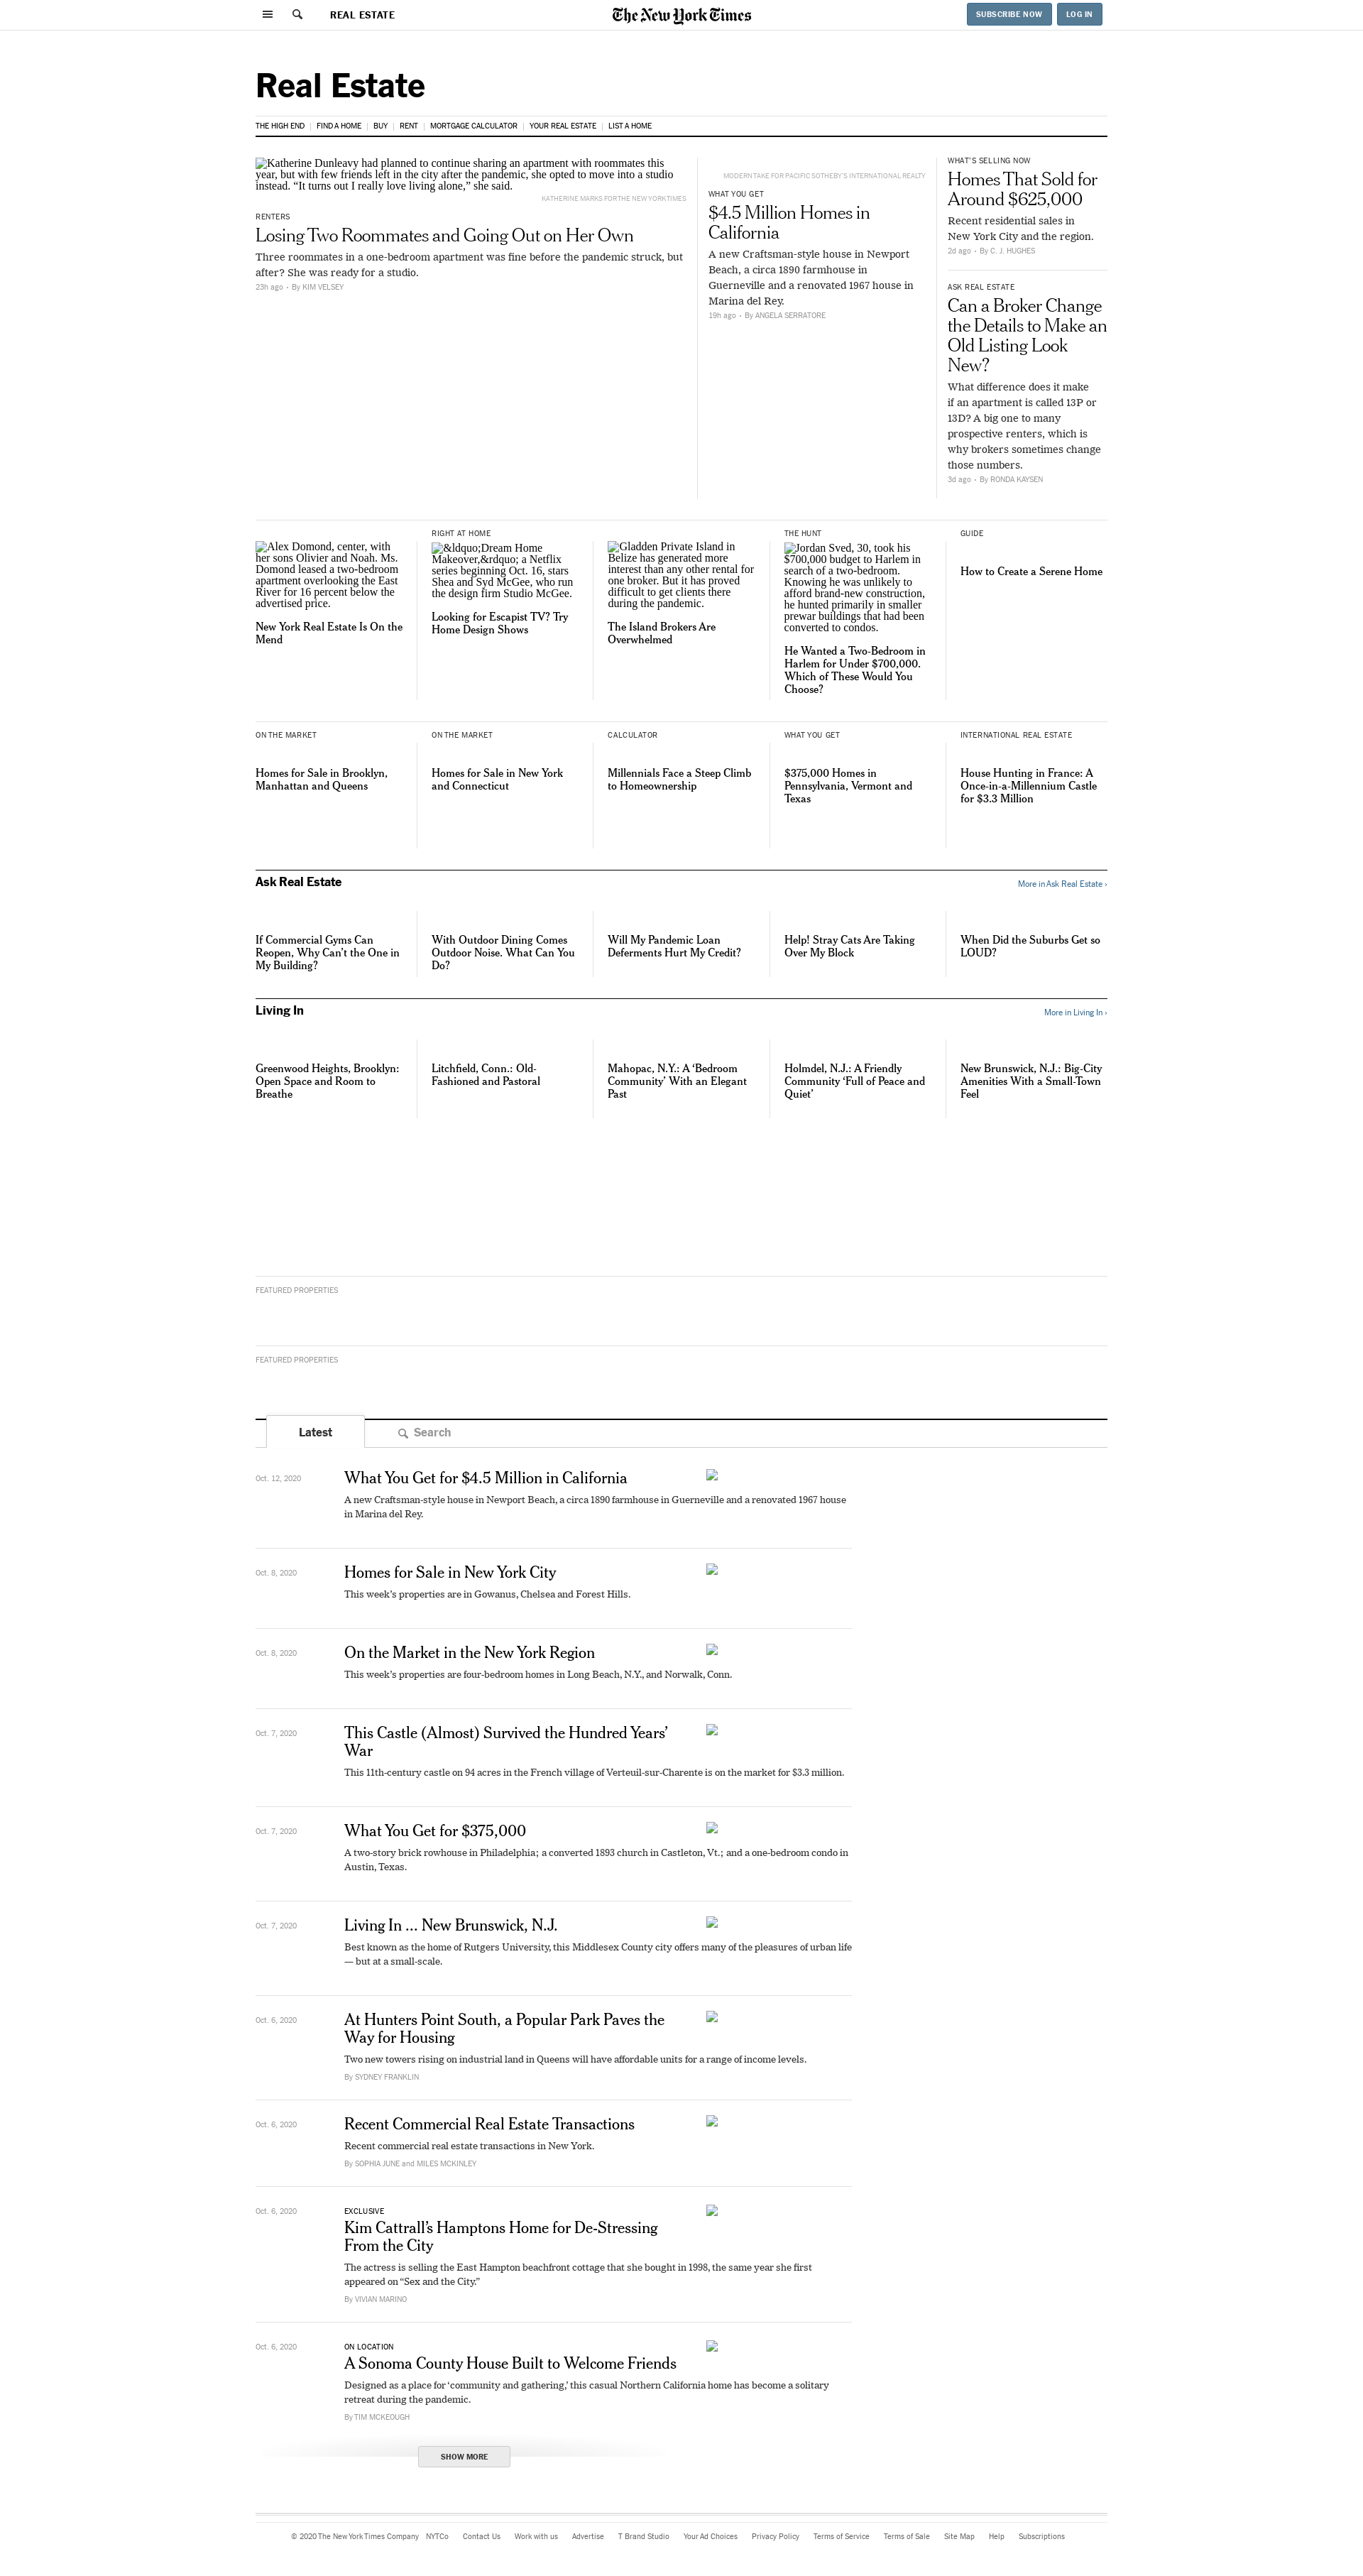 REAL ESTATE
The New York Times
SUBSCRIBE NOW
LOG IN
Real Estate
THE HIGH END
FIND A HOME
BUY
RENT
MORTGAGE CALCULATOR
YOUR REAL ESTATE
LIST A HOME
Katherine Dunleavy had planned to continue sharing an apartment with roommates this
year, but with few friends left in the city after the pandemic, she opted to move into a studio
instead. “It turns out I really love living alone,” she said.
KATHERINE MARKS FOR THE NEW YORK TIMES
RENTERS
Losing Two Roommates and Going Out on Her Own
Three roommates in a one-bedroom apartment was fine before the pandemic struck, but
after? She was ready for a studio.
23h ago • By KIM VELSEY
MODERN TAKE FOR PACIFIC SOTHEBY'S INTERNATIONAL REALTY
WHAT YOU GET
$4.5 Million Homes in
California
A new Craftsman-style house in Newport
Beach, a circa 1890 farmhouse in
Guerneville and a renovated 1967 house in
Marina del Rey.
19h ago • By ANGELA SERRATORE
WHAT'S SELLING NOW
Homes That Sold for
Around $625,000
Recent residential sales in
New York City and the region.
2d ago • By C. J. HUGHES
ASK REAL ESTATE
Can a Broker Change
the Details to Make an
Old Listing Look
New?
What difference does it make
if an apartment is called 13P or
13D? A big one to many
prospective renters, which is
why brokers sometimes change
those numbers.
3d ago • By RONDA KAYSEN
Alex Domond, center, with
her sons Olivier and Noah. Ms.
Domond leased a two-bedroom
apartment overlooking the East
River for 16 percent below the
advertised price.
New York Real Estate Is On the
Mend
RIGHT AT HOME
&ldquo;Dream Home
Makeover,&rdquo; a Netflix
series beginning Oct. 16, stars
Shea and Syd McGee, who run
the design firm Studio McGee.
Looking for Escapist TV? Try
Home Design Shows
Gladden Private Island in
Belize has generated more
interest than any other rental for
one broker. But it has proved
difficult to get clients there
during the pandemic.
The Island Brokers Are
Overwhelmed
THE HUNT
Jordan Sved, 30, took his
$700,000 budget to Harlem in
search of a two-bedroom.
Knowing he was unlikely to
afford brand-new construction,
he hunted primarily in smaller
prewar buildings that had been
converted to condos.
He Wanted a Two-Bedroom in
Harlem for Under $700,000.
Which of These Would You
Choose?
GUIDE
How to Create a Serene Home
ON THE MARKET
Homes for Sale in Brooklyn,
Manhattan and Queens
ON THE MARKET
Homes for Sale in New York
and Connecticut
CALCULATOR
Millennials Face a Steep Climb
to Homeownership
WHAT YOU GET
$375,000 Homes in
Pennsylvania, Vermont and
Texas
INTERNATIONAL REAL ESTATE
House Hunting in France: A
Once-in-a-Millennium Castle
for $3.3 Million
Ask Real Estate
More in Ask Real Estate ›
If Commercial Gyms Can
Reopen, Why Can’t the One in
My Building?
With Outdoor Dining Comes
Outdoor Noise. What Can You
Do?
Will My Pandemic Loan
Deferments Hurt My Credit?
Help! Stray Cats Are Taking
Over My Block
When Did the Suburbs Get so
LOUD?
Living In
More in Living In ›
Greenwood Heights, Brooklyn:
Open Space and Room to
Breathe
Litchfield, Conn.: Old-
Fashioned and Pastoral
Mahopac, N.Y.: A ‘Bedroom
Community’ With an Elegant
Past
Holmdel, N.J.: A Friendly
Community ‘Full of Peace and
Quiet’
New Brunswick, N.J.: Big-City
Amenities With a Small-Town
Feel
FEATURED PROPERTIES
FEATURED PROPERTIES
Latest
Search
Oct. 12, 2020
What You Get for $4.5 Million in California
A new Craftsman-style house in Newport Beach, a circa 1890 farmhouse in Guerneville and a renovated 1967 house
in Marina del Rey.
Oct. 8, 2020
Homes for Sale in New York City
This week’s properties are in Gowanus, Chelsea and Forest Hills.
Oct. 8, 2020
On the Market in the New York Region
This week’s properties are four-bedroom homes in Long Beach, N.Y., and Norwalk, Conn.
Oct. 7, 2020
This Castle (Almost) Survived the Hundred Years’
War
This 11th-century castle on 94 acres in the French village of Verteuil-sur-Charente is on the market for $3.3 million.
Oct. 7, 2020
What You Get for $375,000
A two-story brick rowhouse in Philadelphia; a converted 1893 church in Castleton, Vt.; and a one-bedroom condo in
Austin, Texas.
Oct. 7, 2020
Living In ... New Brunswick, N.J.
Best known as the home of Rutgers University, this Middlesex County city offers many of the pleasures of urban life
— but at a small-scale.
Oct. 6, 2020
At Hunters Point South, a Popular Park Paves the
Way for Housing
Two new towers rising on industrial land in Queens will have affordable units for a range of income levels.
By SYDNEY FRANKLIN
Oct. 6, 2020
Recent Commercial Real Estate Transactions
Recent commercial real estate transactions in New York.
By SOPHIA JUNE and MILES MCKINLEY
Oct. 6, 2020
EXCLUSIVE
Kim Cattrall’s Hamptons Home for De-Stressing
From the City
The actress is selling the East Hampton beachfront cottage that she bought in 1998, the same year she first
appeared on “Sex and the City.”
By VIVIAN MARINO
Oct. 6, 2020
ON LOCATION
A Sonoma County House Built to Welcome Friends
Designed as a place for ‘community and gathering,’ this casual Northern California home has become a solitary
retreat during the pandemic.
By TIM MCKEOUGH
SHOW MORE
© 2020 The New York Times Company
NYTCo
Contact Us
Work with us
Advertise
T Brand Studio
Your Ad Choices
Privacy Policy
Terms of Service
Terms of Sale
Site Map
Help
Subscriptions